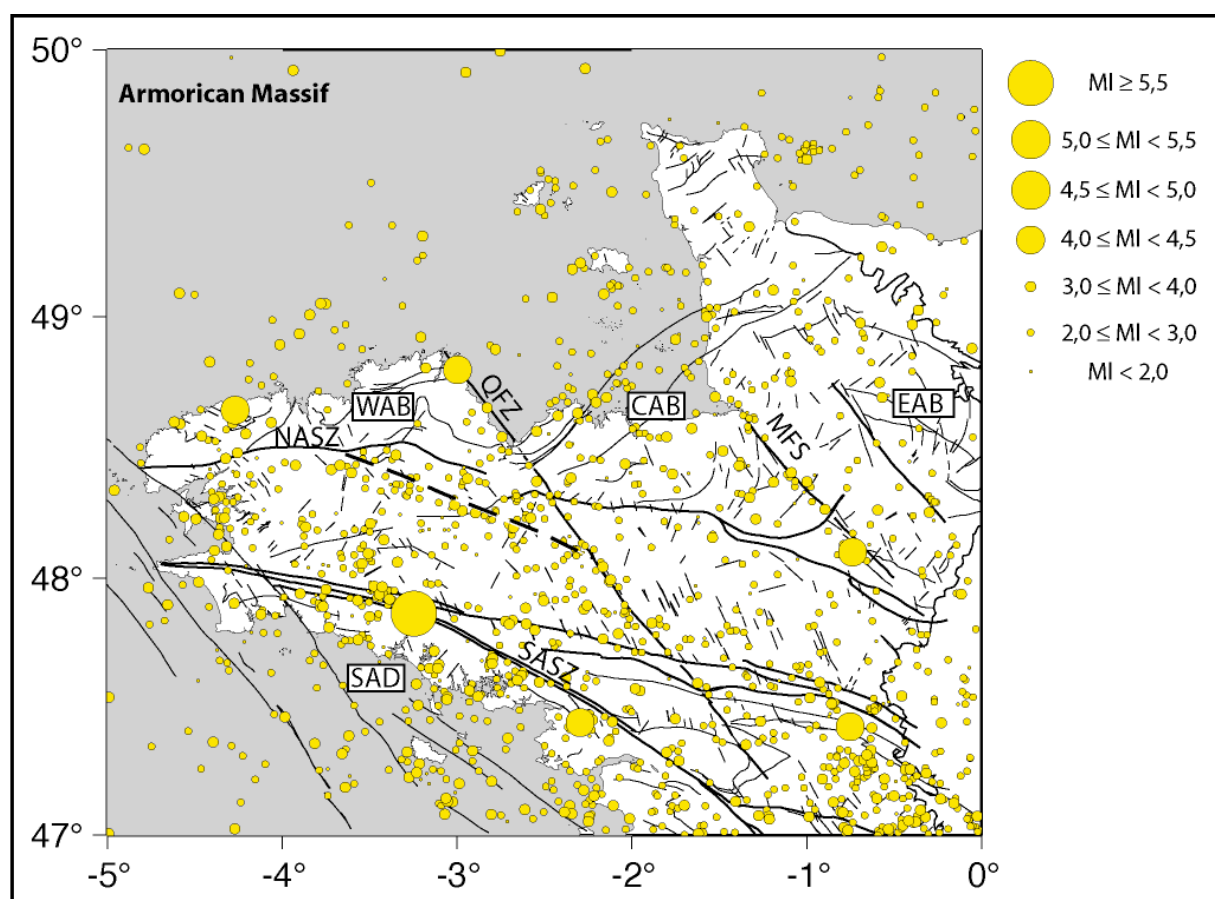 50°
Armorican Massif
Ml ≥ 5,5
5,0 ≤ Ml < 5,5
4,5 ≤ Ml < 5,0
4,0 ≤ Ml < 4,5
3,0 ≤ Ml < 4,0
2,0 ≤ Ml < 3,0
Ml < 2,0
49°
QFZ
WAB
CAB
EAB
NASZ
MFS
48°
SASZ
SAD
47°
-5°
-4°
-3°
-2°
-1°
0°